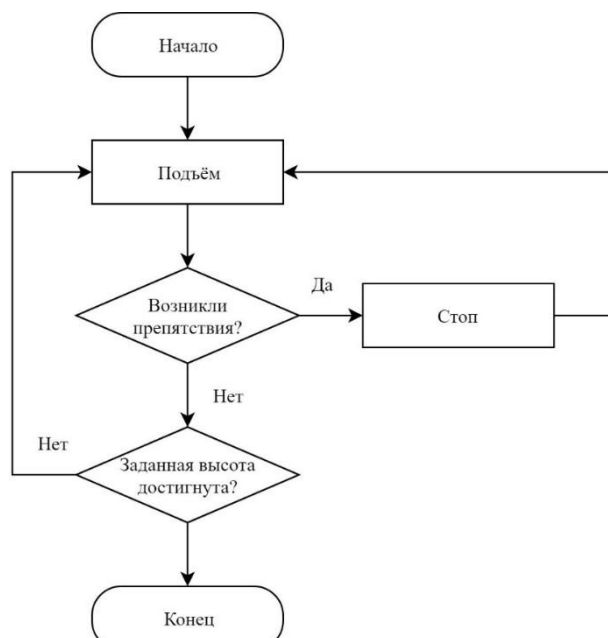 Начало
Подъём
Возникли
препятствия?
Да
Стоп
Нет
Нет
Заданная высота
достигнута?
Конец